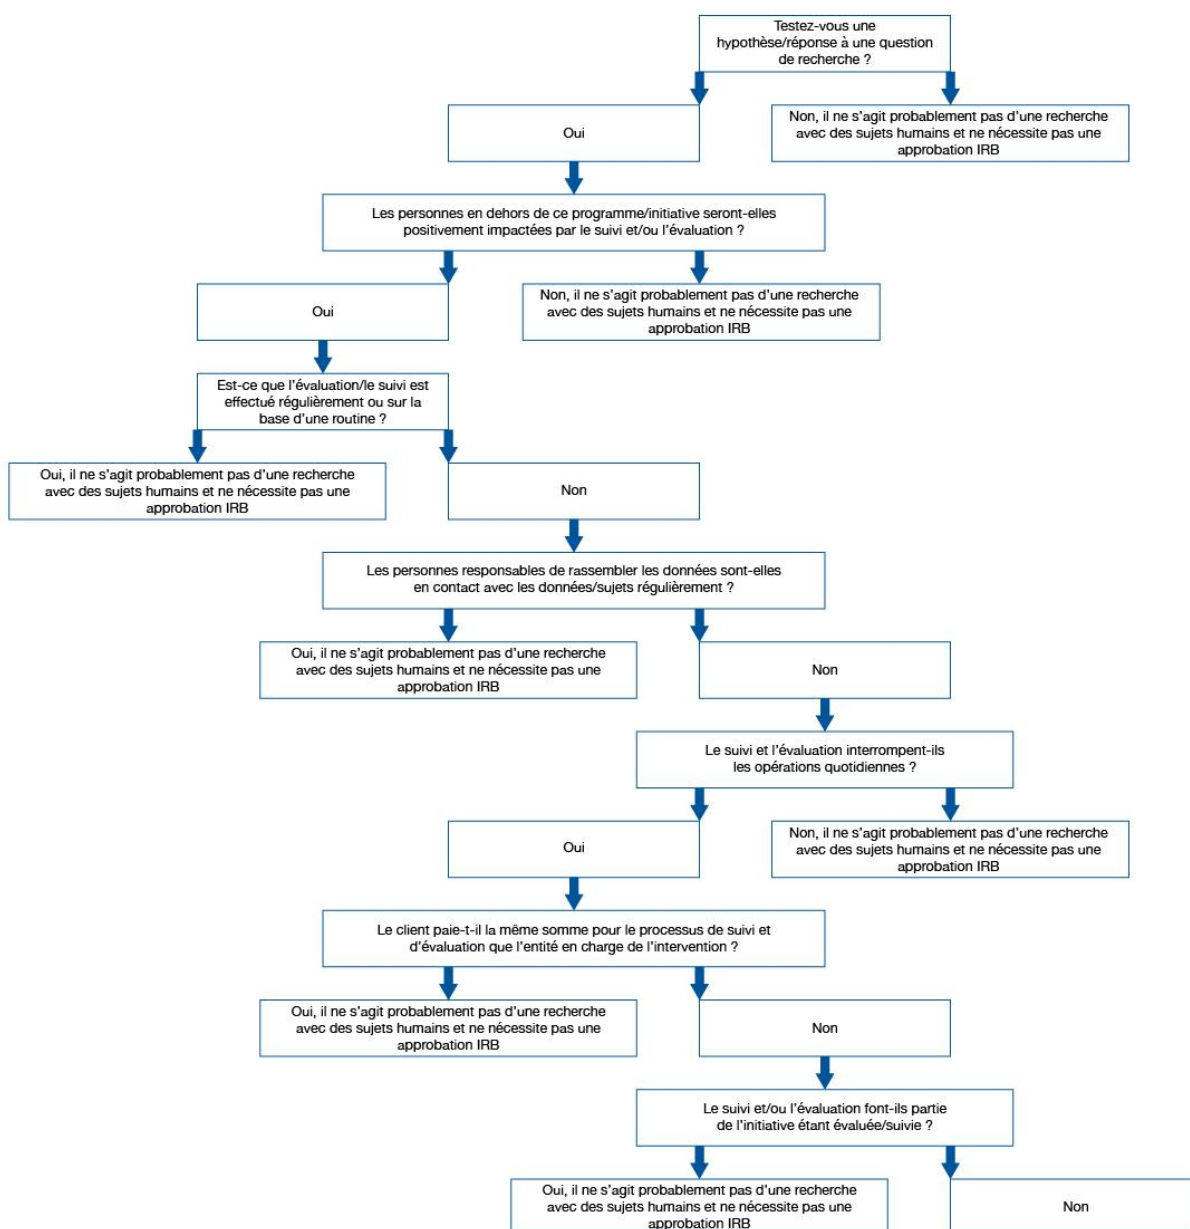 Testez-vous une
hypothèse/réponse à une question
de recherche ?
Oui
Non, il ne s'agit probablement pas d'une recherche
avec des sujets humains et ne nécessite pas une
approbation IRB
Les personnes en dehors de ce programme/initiative seront-elles
positivement impactées par le suivi et/ou l'évaluation ?
Oui
Non, il ne s'agit probablement pas d'une recherche
avec des sujets humains et ne nécessite pas une
approbation IRB
Est-ce que l'évaluation/le suivi est
effectué régulièrement ou sur la
base d'une routine ?
Oui, il ne s'agit probablement pas d'une recherche
avec des sujets humains et ne nécessite pas une
approbation IRB
Non
Les personnes responsables de rassembler les données sont-elles
en contact avec les données/sujets régulièrement ?
Oui, il ne s'agit probablement pas d'une recherche
avec des sujets humains et ne nécessite pas une
approbation IRB
Non
Le suivi et l'évaluation interrompent-ils
les opérations quotidiennes ?
Oui
Non, il ne s'agit probablement pas d'une recherche
avec des sujets humains et ne nécessite pas une
approbation IRB
Le client paie-t-il la même somme pour le processus de suivi et
d'évaluation que l'entité en charge de l'intervention ?
Oui, il ne s'agit probablement pas d'une recherche
avec des sujets humains et ne nécessite pas une
approbation IRB
Non
Le suivi et/ou l'évaluation font-ils partie
de l'initiative étant évaluée/suivie ?
Oui, il ne s'agit probablement pas d'une recherche
avec des sujets humains et ne nécessite pas une
approbation IRB
Non